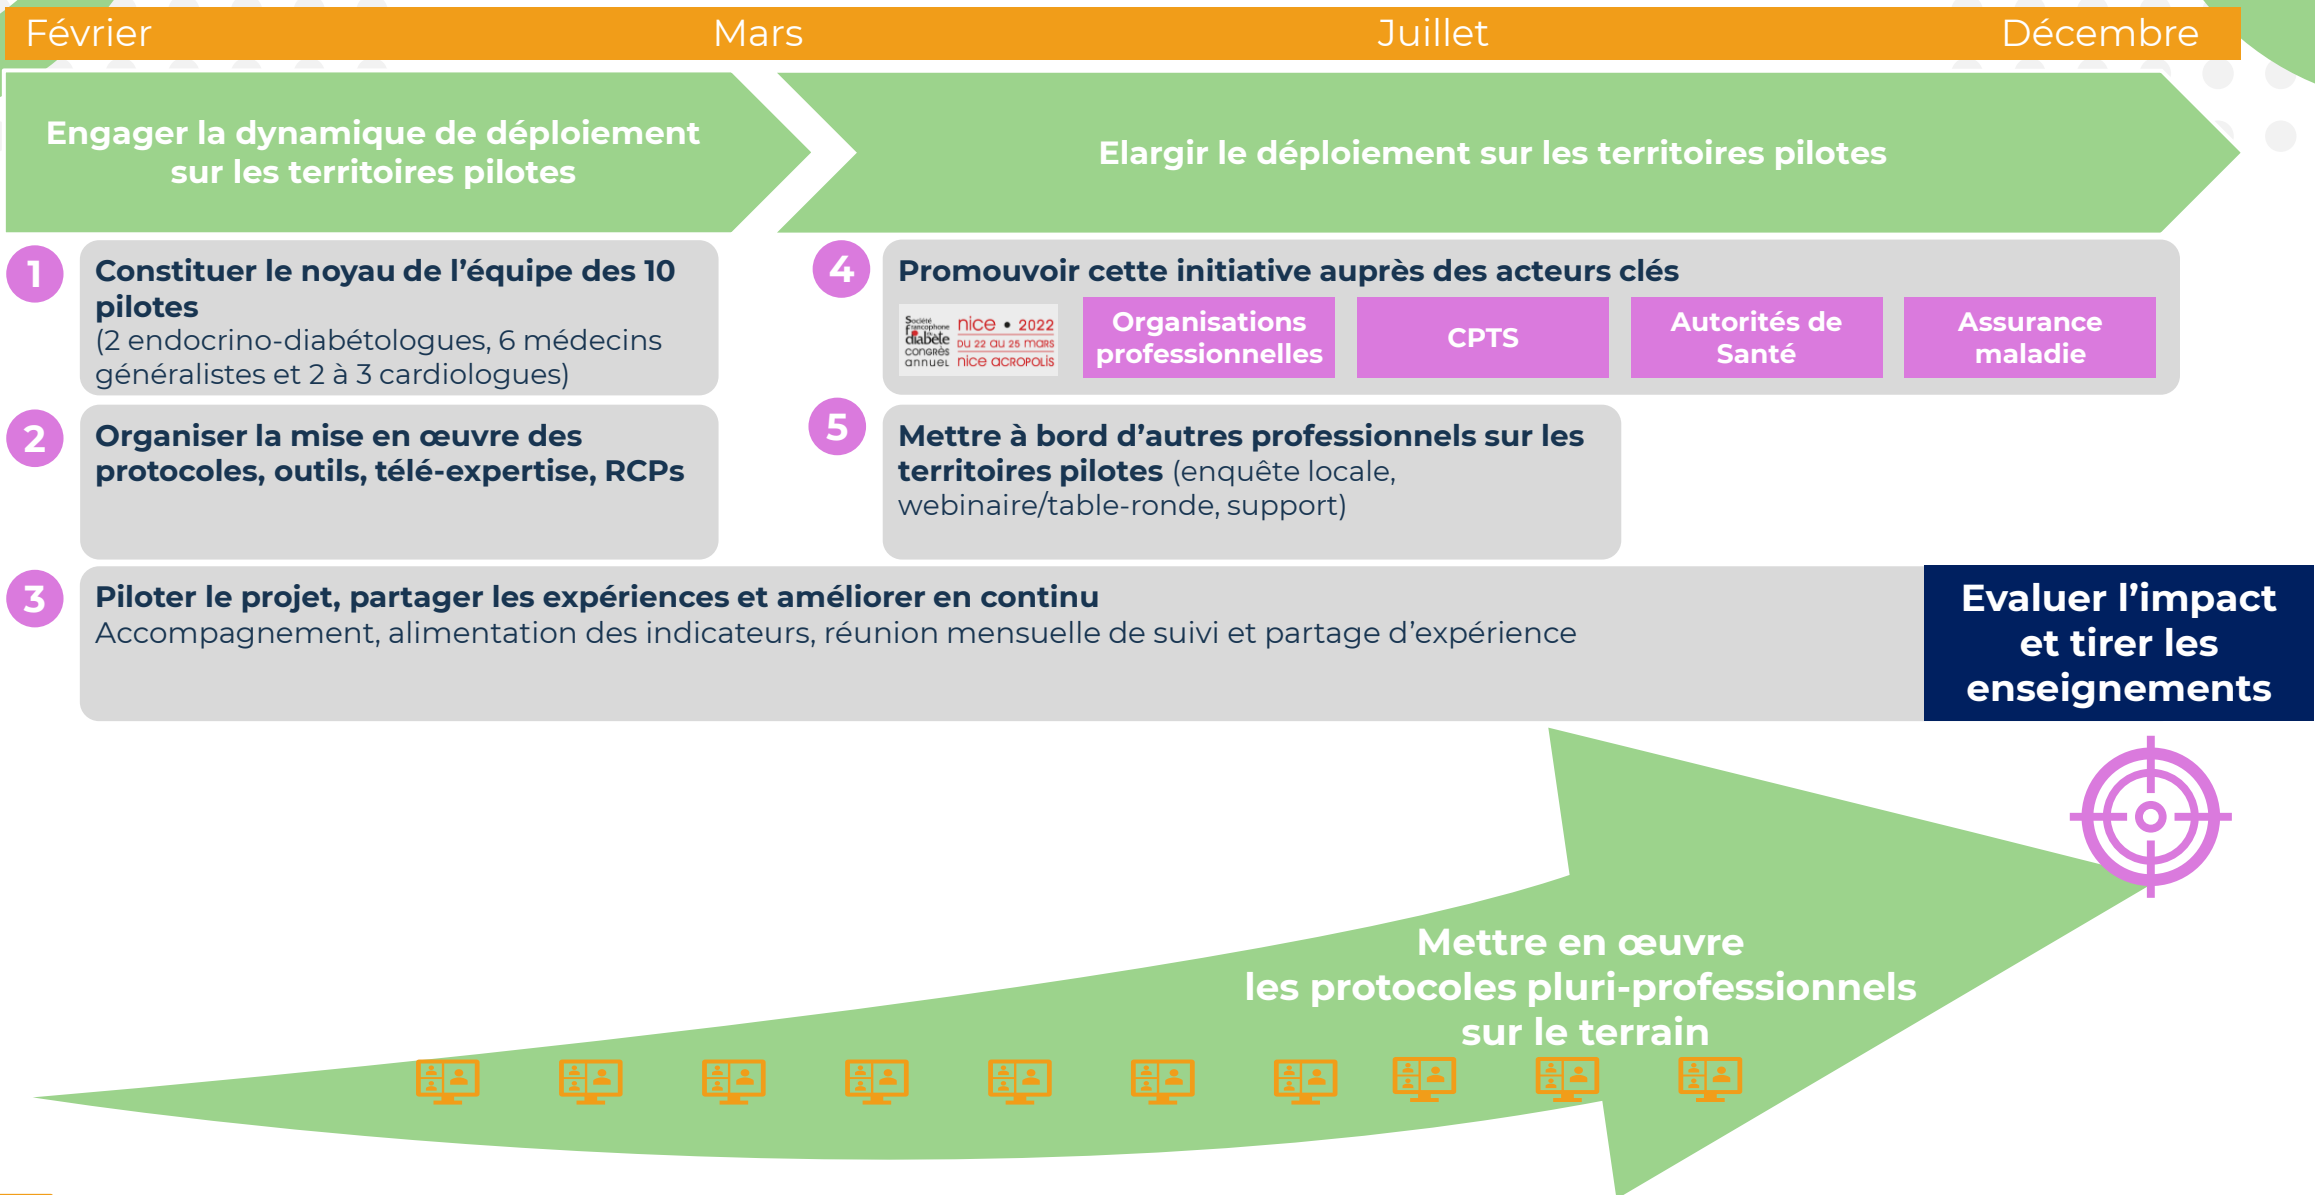 Février
Mars
Juillet
Décembre
Engager la dynamique de déploiement
sur les territoires pilotes
Elargir le déploiement sur les territoires pilotes
1
Constituer le noyau de l’équipe des 10
pilotes
(2 endocrino-diabétologues, 6 médecins
généralistes et 2 à 3 cardiologues)
2
Organiser la mise en œuvre des
protocoles, outils, télé-expertise, RCPs
4
Promouvoir cette initiative auprès des acteurs clés
Société
francophone
du
diabète
congrès
annuel
nice • 2022
DU 22 au 25 mars
nice acropolis
Organisations
professionnelles
CPTS
Autorités de
Santé
Assurance
maladie
5
Mettre à bord d’autres professionnels sur les
territoires pilotes (enquête locale,
webinaire/table-ronde, support)
3
Piloter le projet, partager les expériences et améliorer en continu
Accompagnement, alimentation des indicateurs, réunion mensuelle de suivi et partage d’expérience
Evaluer l’impact
et tirer les
enseignements
Mettre en œuvre
les protocoles pluri-professionnels
sur le terrain